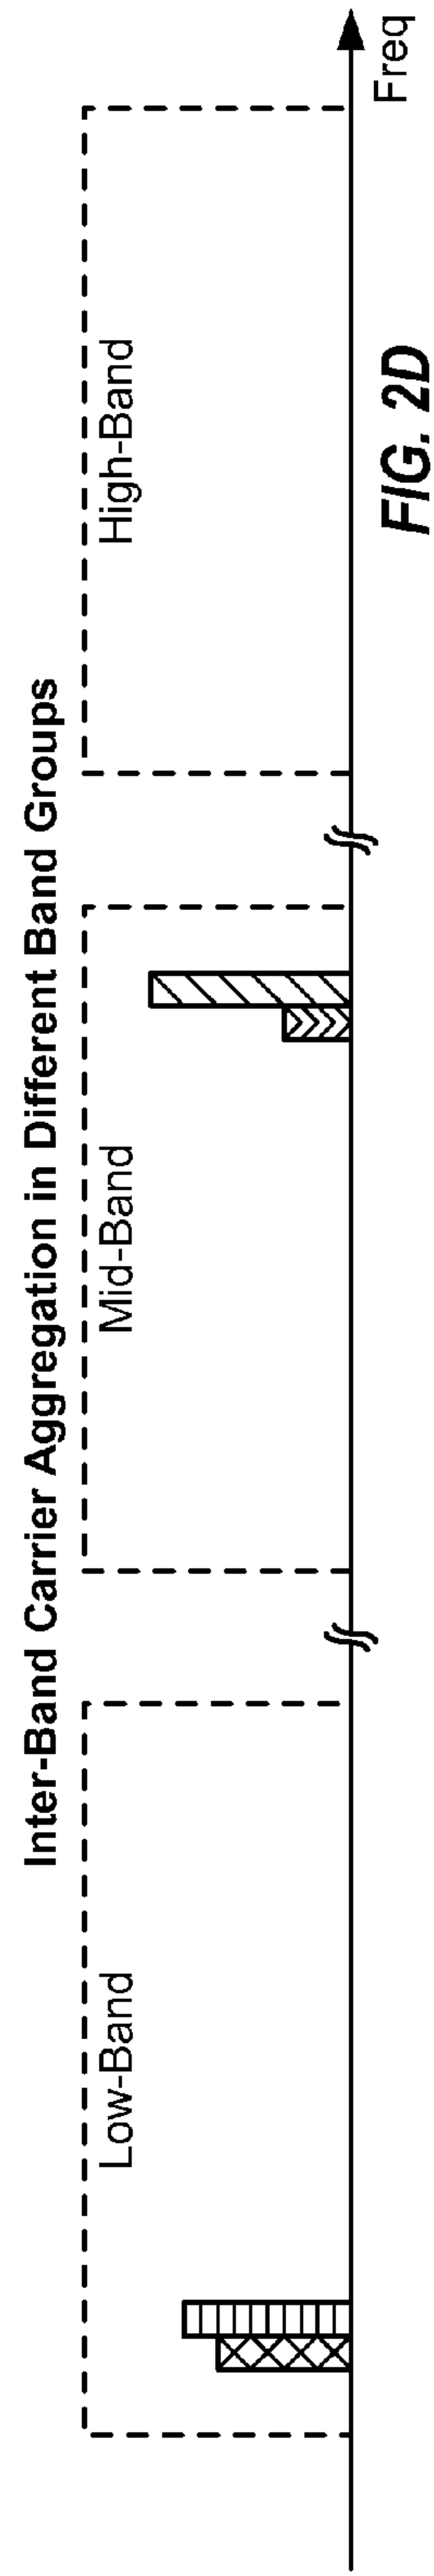 Inter-Band Carrier Aggregation in Different Band Groups
Low-Band
Mid-Band
High-Band
Freq
FIG. 2D